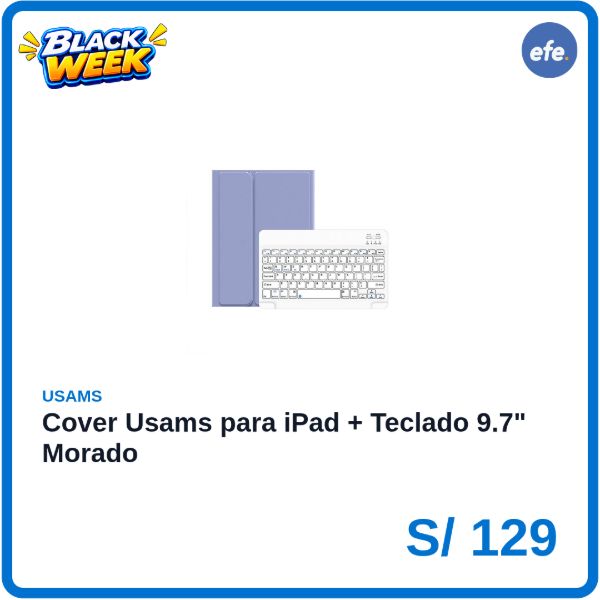 BLACK
WEEK
efe.
USAMS
Cover Usams para iPad + Teclado 9.7"
Morado
S/ 129